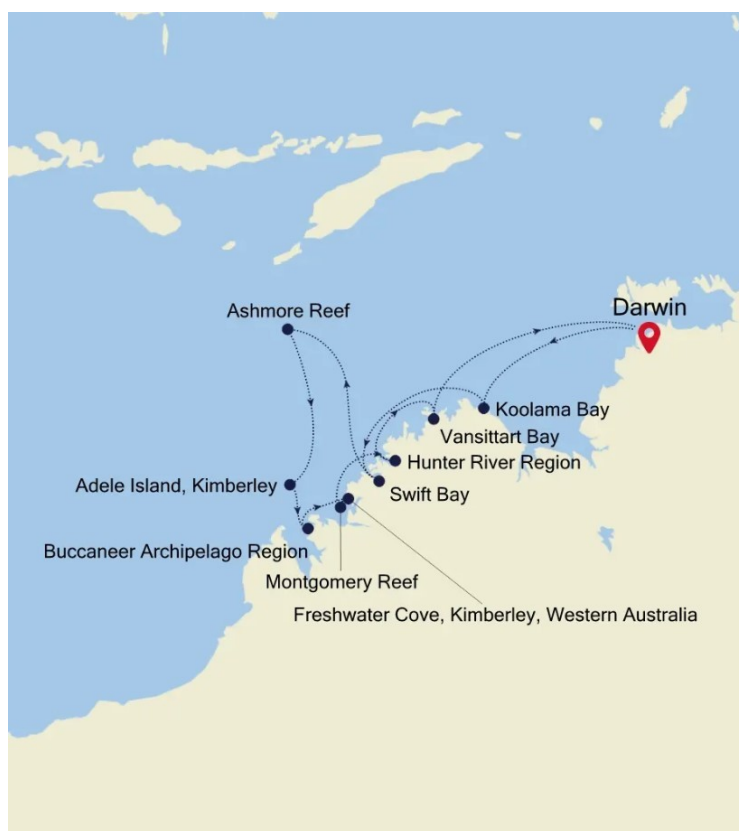 Ashmore Reef
Darwin
Koolama Bay
Vansittart Bay
Hunter River Region
Adele Island, Kimberley
Swift Bay
Buccaneer Archipelago Region
Montgomery Reef
Freshwater Cove, Kimberley, Western Australia